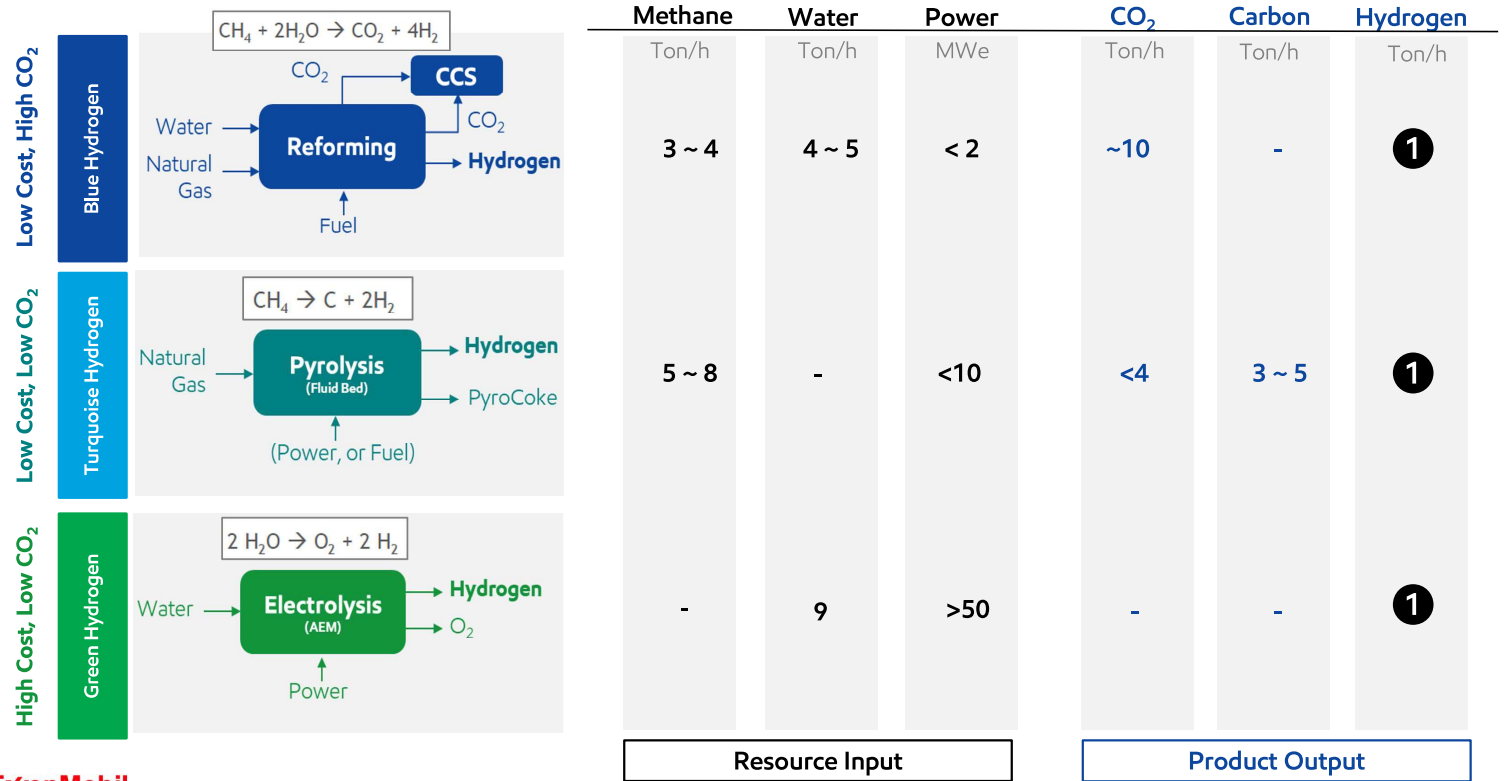 Methane Water Power CO₂ Carbon Hydrogen
Ton/h Ton/h MWe Ton/h Ton/h Ton/h
Low Cost, High CO₂
Blue Hydrogen
CH₄ + 2H₂O → CO₂ + 4H₂
CO₂
CCS
CO₂
Water
Reforming
Natural
Gas
Hydrogen
Fuel
3 ~ 4 4 ~ 5 < 2 ~10 - 1
Low Cost, Low CO₂
Turquoise Hydrogen
CH₄ → C + 2H₂
Natural
Gas
Pyrolysis
(Fluid Bed)
Hydrogen
PyroCoke
(Power, or Fuel)
5 ~ 8 - <10 <4 3 ~ 5 1
High Cost, Low CO₂
Green Hydrogen
2 H₂O → O₂ + 2 H₂
Water
Electrolysis
(AEM)
Hydrogen
O₂
Power
- 9 >50 - - 1
Resource Input Product Output